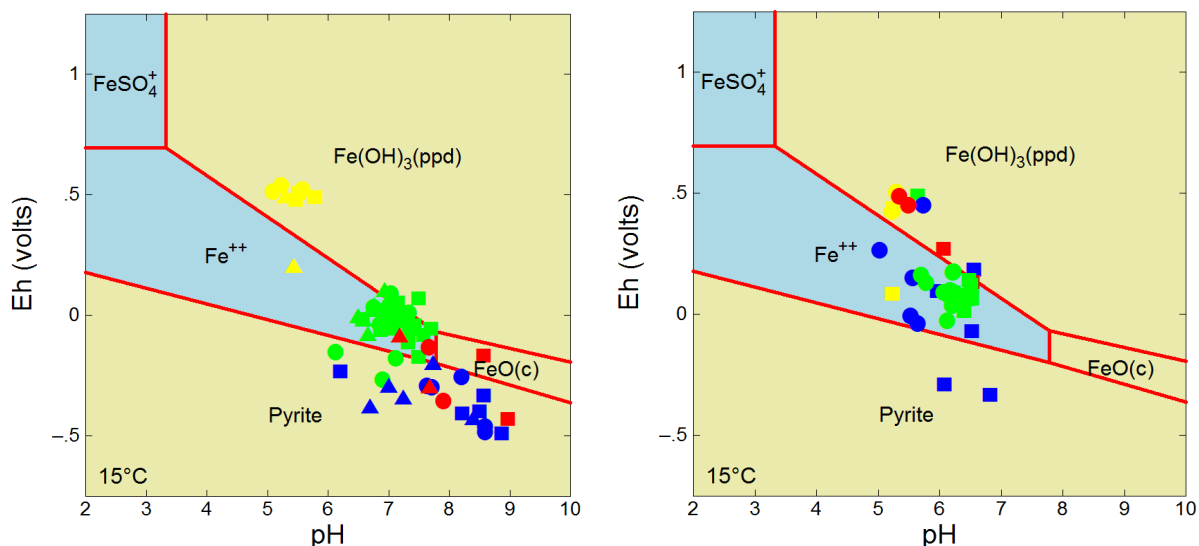 FeSO₄⁺
Fe(OH)₃(ppd)
Fe⁺⁺
FeO(c)
Pyrite
15°C
1
.5
0
–.5
2 3 4 5 6 7 8 9 10
pH
Eh (volts)
FeSO₄⁺
Fe(OH)₃(ppd)
Fe⁺⁺
FeO(c)
Pyrite
15°C
1
.5
0
–.5
2 3 4 5 6 7 8 9 10
pH
Eh (volts)